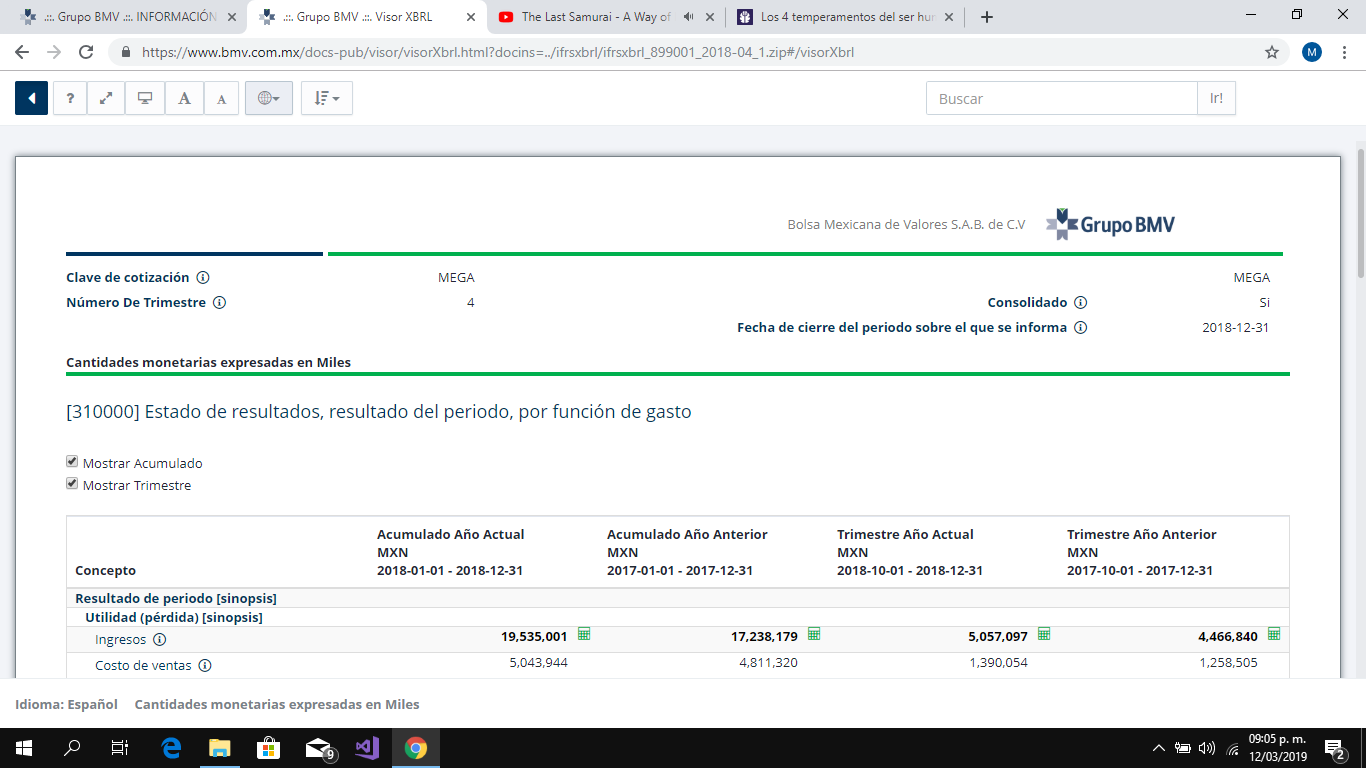 .::. Grupo BMV .::. INFORMACIÓN
.::. Grupo BMV .::. Visor XBRL
The Last Samurai - A Way of
Los 4 temperamentos del ser hur
https://www.bmv.com.mx/docs-pub/visor/visorXbrl.html?docins=../ifrsxbrl/ifrsxbrl_899001_2018-04_1.zip#/visorXbrl
M
? A A
Buscar Ir!
Bolsa Mexicana de Valores S.A.B. de C.V Grupo BMV
Clave de cotización MEGA MEGA
Número De Trimestre 4 Consolidado Si
Fecha de cierre del periodo sobre el que se informa 2018-12-31
Cantidades monetarias expresadas en Miles
[310000] Estado de resultados, resultado del periodo, por función de gasto
Mostrar Acumulado
Mostrar Trimestre
Acumulado Año Actual Acumulado Año Anterior Trimestre Año Actual Trimestre Año Anterior
MXN MXN MXN MXN
Concepto 2018-01-01 - 2018-12-31 2017-01-01 - 2017-12-31 2018-10-01 - 2018-12-31 2017-10-01 - 2017-12-31
Resultado de periodo [sinopsis]
Utilidad (pérdida) [sinopsis]
Ingresos 19,535,001 17,238,179 5,057,097 4,466,840
Costo de ventas 5,043,944 4,811,320 1,390,054 1,258,505
Idioma: Español Cantidades monetarias expresadas en Miles
9
09:05 p. m.
12/03/2019
2